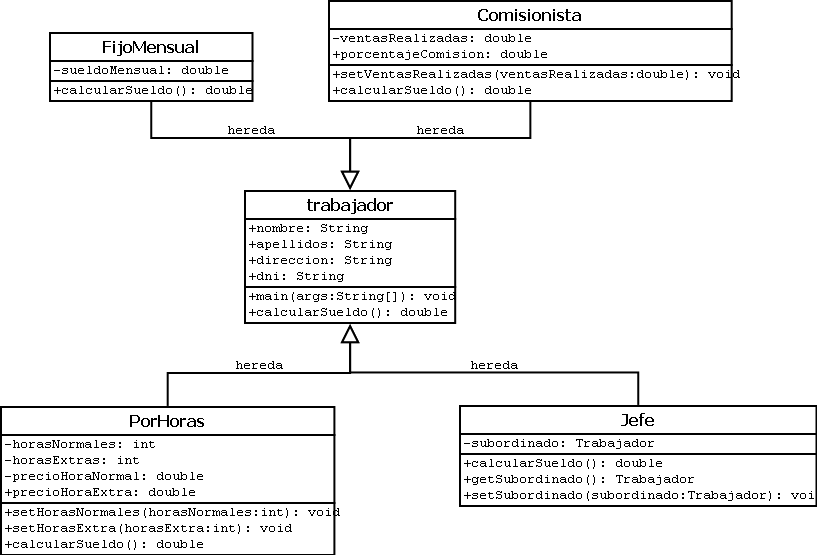 FijoMensual
-sueldoMensual: double
+calcularSueldo(): double
Comisionista
-ventasRealizadas: double
+porcentajeComision: double
+setVentasRealizadas(ventasRealizadas:double): void
+calcularSueldo(): double
hereda
hereda
trabajador
+nombre: String
+apellidos: String
+direccion: String
+dni: String
+main(args:String[]): void
+calcularSueldo(): double
hereda
hereda
PorHoras
-horasNormales: int
-horasExtras: int
-precioHoraNormal: double
+precioHoraExtra: double
+setHorasNormales(horasNormales:int): void
+setHorasExtra(horasExtra:int): void
+calcularSueldo(): double
Jefe
-subordinado: Trabajador
+calcularSueldo(): double
+getSubordinado(): Trabajador
+setSubordinado(subordinado:Trabajador): voi